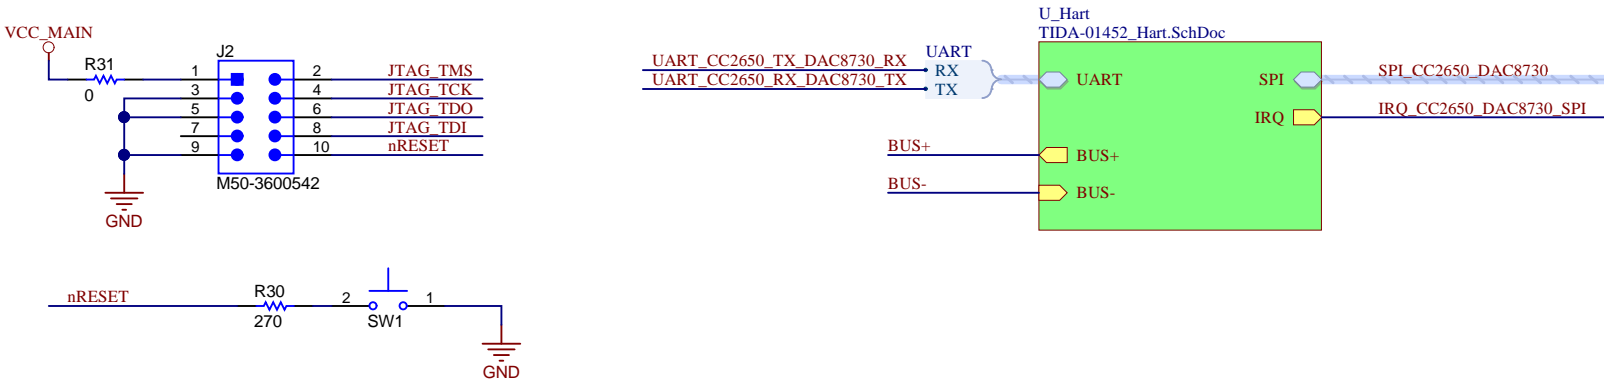 VCC_MAIN
R31
0
J2
1
2
JTAG_TMS
3
4
JTAG_TCK
5
6
JTAG_TDO
7
8
JTAG_TDI
9
10
nRESET
M50-3600542
GND
nRESET
R30
270
2
1
SW1
GND
U_Hart
TIDA-01452_Hart.SchDoc
UART_CC2650_TX_DAC8730_RX
UART_CC2650_RX_DAC8730_TX
UART
RX
TX
UART
SPI
SPI_CC2650_DAC8730
IRQ
IRQ_CC2650_DAC8730_SPI
BUS+
BUS+
BUS-
BUS-